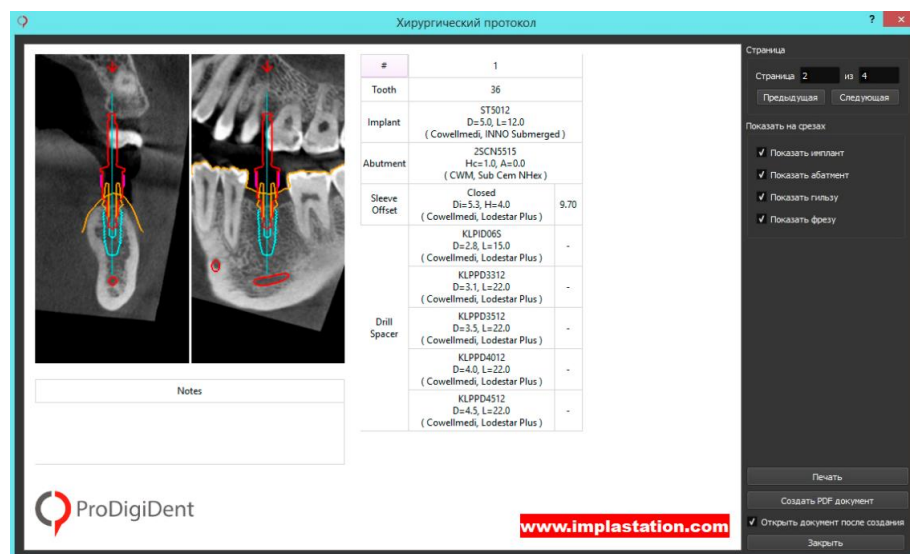 Хирургический протокол
#
1
Tooth
36
Implant
ST5012
D=5.0, L=12.0
( Cowellmedi, INNO Submerged )
Abutment
2SCN5515
Hc=1.0, A=0.0
( CWM, Sub Cem NHex )
Sleeve
Offset
Closed
Di=5.3, H=4.0
( Cowellmedi, Lodestar Plus )
9.70
Drill
Spacer
KLPID06S
D=2.8, L=15.0
( Cowellmedi, Lodestar Plus )
-
KLPPD3312
D=3.1, L=22.0
( Cowellmedi, Lodestar Plus )
-
KLPPD3512
D=3.5, L=22.0
( Cowellmedi, Lodestar Plus )
-
KLPPD4012
D=4.0, L=22.0
( Cowellmedi, Lodestar Plus )
-
KLPPD4512
D=4.5, L=22.0
( Cowellmedi, Lodestar Plus )
-
Notes
ProDigiDent
www.implastation.com
? ×
Страница
Страница 2 из 4
Предыдущая Следующая
Показать на срезах
Показать имплант
Показать абатмент
Показать гильзу
Показать фрезу
Печать
Создать PDF документ
Открыть документ после создания
Закрыть